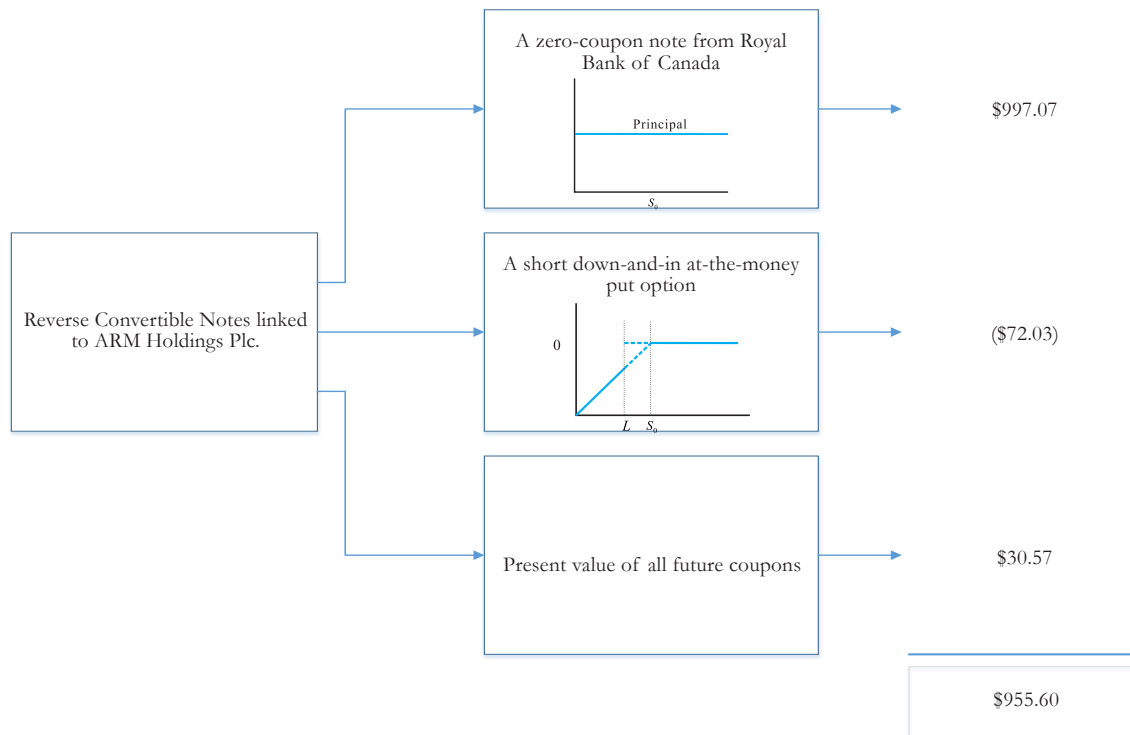 A zero-coupon note from Royal
Bank of Canada
Principal
S₀
$997.07
Reverse Convertible Notes linked
to ARM Holdings Plc.
A short down-and-in at-the-money
put option
0
L S₀
($72.03)
Present value of all future coupons
$30.57
$955.60